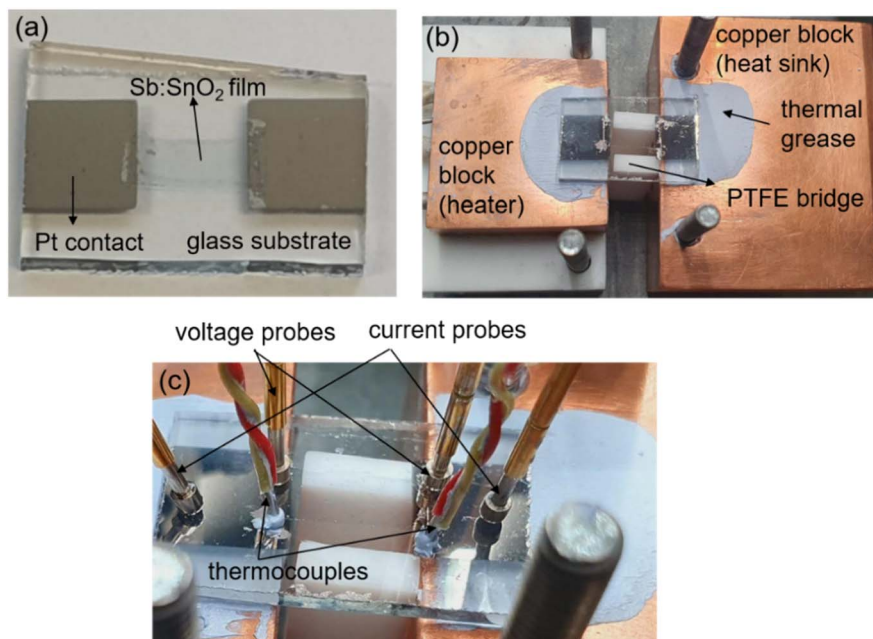 (a)
Sb:SnO₂ film
Pt contact
glass substrate
(b)
copper block
(heat sink)
thermal
grease
copper
block
(heater)
PTFE bridge
voltage probes
current probes
(c)
thermocouples